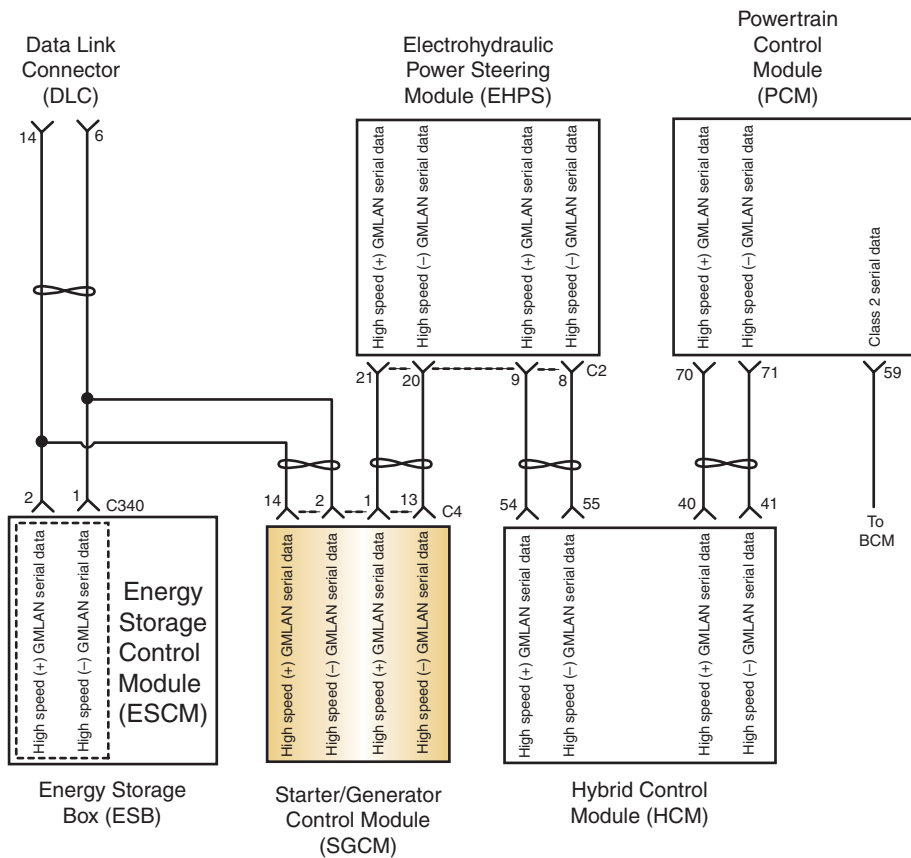 Data Link
Connector
(DLC)
14
6
Electrohydraulic
Power Steering
Module (EHPS)
High speed (+) GMLAN serial data
High speed (–) GMLAN serial data
High speed (+) GMLAN serial data
High speed (–) GMLAN serial data
21
20
9
8
C2
Powertrain
Control
Module
(PCM)
High speed (+) GMLAN serial data
High speed (–) GMLAN serial data
Class 2 serial data
70
71
59
To
BCM
2
1
C340
High speed (+) GMLAN serial data
High speed (–) GMLAN serial data
Energy
Storage
Control
Module
(ESCM)
Energy Storage
Box (ESB)
14
2
1
13
C4
High speed (+) GMLAN serial data
High speed (–) GMLAN serial data
High speed (+) GMLAN serial data
High speed (–) GMLAN serial data
Starter/Generator
Control Module
(SGCM)
54
55
40
41
High speed (+) GMLAN serial data
High speed (–) GMLAN serial data
High speed (+) GMLAN serial data
High speed (–) GMLAN serial data
Hybrid Control
Module (HCM)